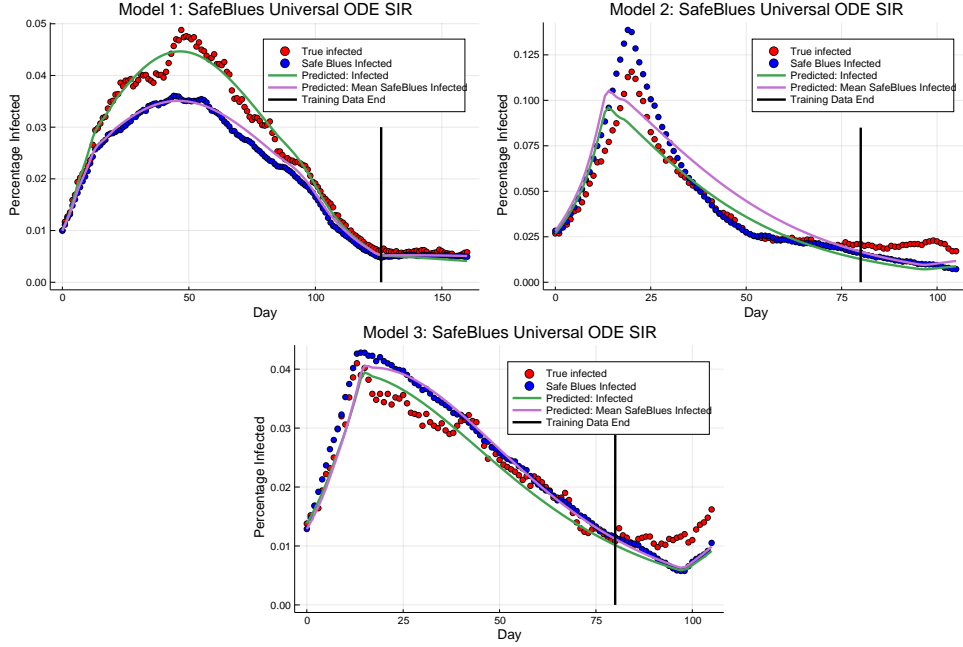 Model 1: SafeBlues Universal ODE SIR
Percentage Infected
0.05
0.04
0.03
0.02
0.01
0.00
0
50
100
150
Day
True infected
Safe Blues Infected
Predicted: Infected
Predicted: Mean SafeBlues Infected
Training Data End
Model 2: SafeBlues Universal ODE SIR
Percentage Infected
0.125
0.100
0.075
0.050
0.025
0.000
0
25
50
75
100
Day
True infected
Safe Blues Infected
Predicted: Infected
Predicted: Mean SafeBlues Infected
Training Data End
Model 3: SafeBlues Universal ODE SIR
Percentage Infected
0.04
0.03
0.02
0.01
0.00
0
25
50
75
100
Day
True infected
Safe Blues Infected
Predicted: Infected
Predicted: Mean SafeBlues Infected
Training Data End